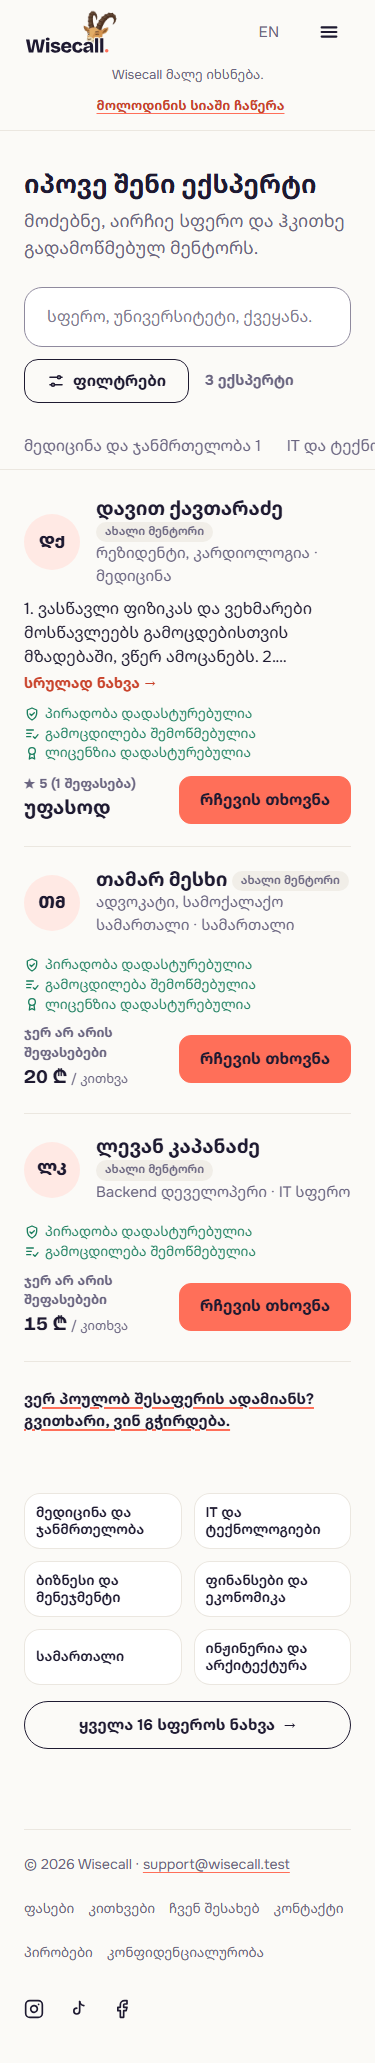 Wisecall.
EN
Wisecall მალე იხსნება.
მოლოდინის სიაში ჩაწერა
იპოვე შენი ექსპერტი
მოძებნე, აირჩიე სფერო და ჰკითხე
გადამოწმებულ მენტორს.
სფერო, უნივერსიტეტი, ქვეყანა.
ფილტრები
3 ექსპერტი
მედიცინა და ჯანმრთელობა 1
IT და ტექნო
დქ
დავით ქავთარაძე
ახალი მენტორი
რეზიდენტი, კარდიოლოგია ·
მედიცინა
1. ვასწავლი ფიზიკას და ვეხმარები
მოსწავლეებს გამოცდებისთვის
მზადებაში, ვწერ ამოცანებს. 2....
სრულად ნახვა →
პირადობა დადასტურებულია
გამოცდილება შემოწმებულია
ლიცენზია დადასტურებულია
★ 5 (1 შეფასება)
უფასოდ
რჩევის თხოვნა
თმ
თამარ მესხი ახალი მენტორი
ადვოკატი, სამოქალაქო
სამართალი · სამართალი
პირადობა დადასტურებულია
გამოცდილება შემოწმებულია
ლიცენზია დადასტურებულია
ჯერ არ არის
შეფასებები
20 ₾ / კითხვა
რჩევის თხოვნა
ლკ
ლევან კაპანაძე
ახალი მენტორი
Backend დეველოპერი · IT სფერო
პირადობა დადასტურებულია
გამოცდილება შემოწმებულია
ჯერ არ არის
შეფასებები
15 ₾ / კითხვა
რჩევის თხოვნა
ვერ პოულობ შესაფერის ადამიანს?
გვითხარი, ვინ გჭირდება.
მედიცინა და
ჯანმრთელობა
IT და
ტექნოლოგიები
ბიზნესი და
მენეჯმენტი
ფინანსები და
ეკონომიკა
სამართალი
ინჟინერია და
არქიტექტურა
ყველა 16 სფეროს ნახვა →
© 2026 Wisecall · support@wisecall.test
ფასები კითხვები ჩვენ შესახებ კონტაქტი
პირობები კონფიდენციალურობა